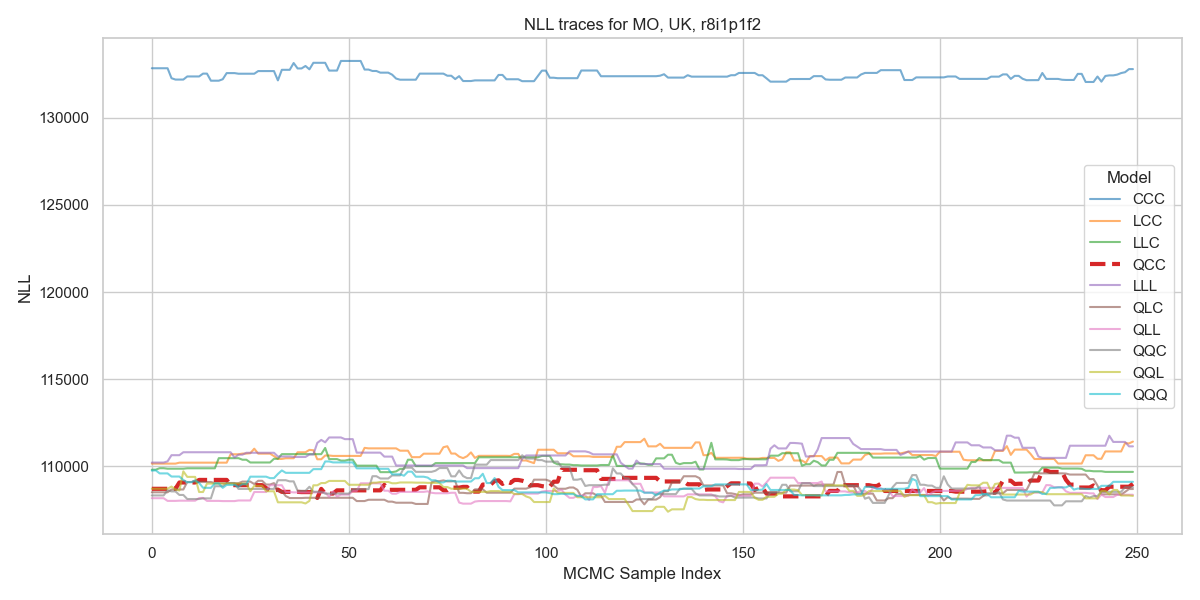 NLL traces for MO, UK, r8i1p1f2
130000
125000
120000
115000
110000
NLL
0
50
100
150
200
250
MCMC Sample Index
Model
CCC
LCC
LLC
QCC
LLL
QLC
QLL
QQC
QQL
QQQ